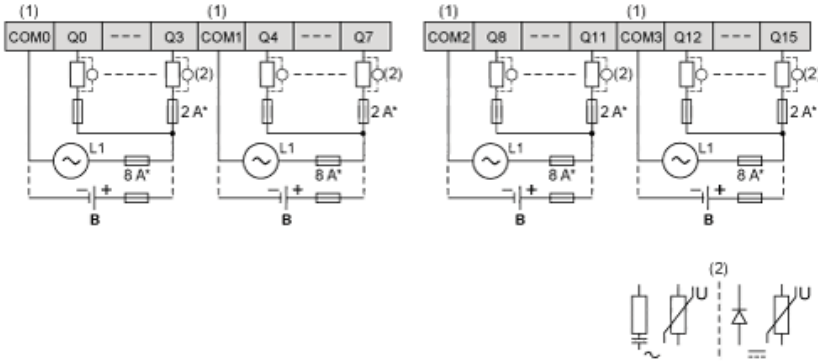 (1) (1) (1) (1)
COM0 Q0 --- Q3 COM1 Q4 --- Q7 COM2 Q8 --- Q11 COM3 Q12 --- Q15
(2) (2) (2) (2)
2 A* 2 A* 2 A* 2 A*
L1 L1 L1 L1
8 A* 8 A* 8 A* 8 A*
− + − + − + − +
B B B B
(2)
U U